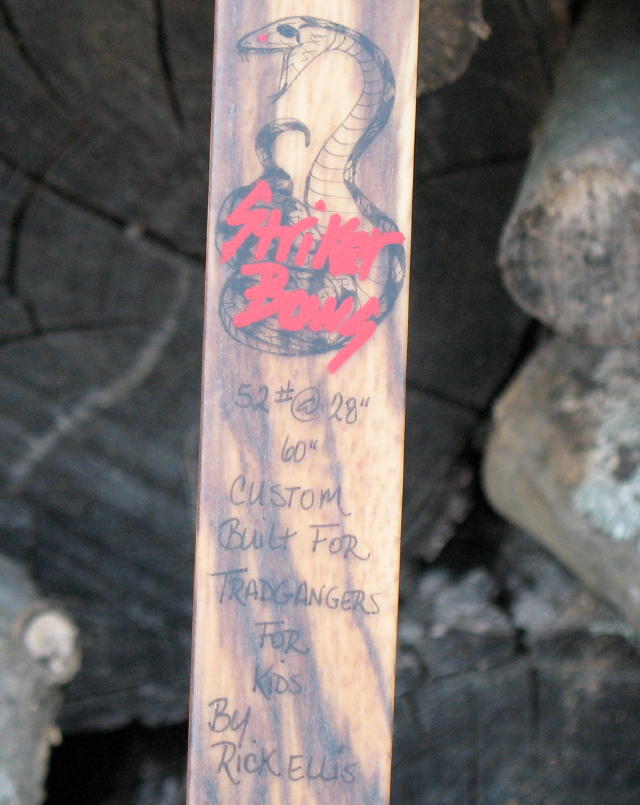 Striker
Bows
52#@28"
60"
CUSTOM
BUILT FOR
TRADGANGERS
FOR
KIDS
By
RICK ELLIS